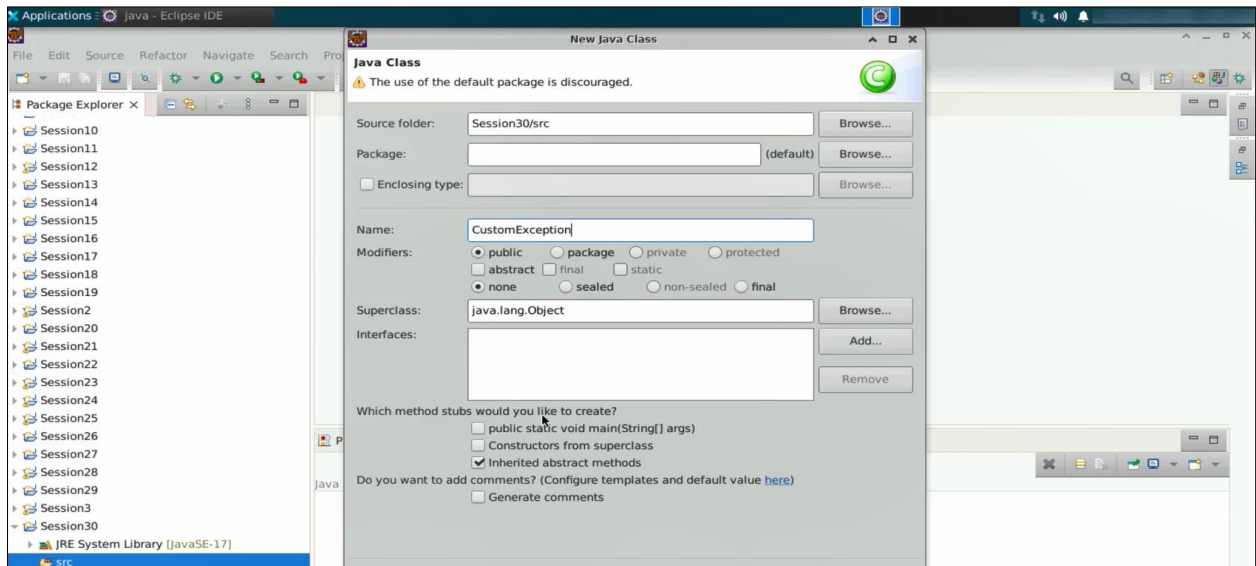 Applications : java - Eclipse IDE
New Java Class
File Edit Source Refactor Navigate Search
Java Class
The use of the default package is discouraged.
Package Explorer
Session10
Session11
Session12
Session13
Session14
Session15
Session16
Session17
Session18
Session19
Session2
Session20
Session21
Session22
Session23
Session24
Session25
Session26
Session27
Session28
Session29
Session3
Session30
JRE System Library [JavaSE-17]
src
Source folder: Session30/src Browse...
Package: (default) Browse...
Enclosing type: Browse...
Name: CustomException
Modifiers: public package private protected
abstract final static
none sealed non-sealed final
Superclass: java.lang.Object Browse...
Interfaces: Add...
Remove
Which method stubs would you like to create?
public static void main(String[] args)
Constructors from superclass
Inherited abstract methods
Do you want to add comments? (Configure templates and default value here)
Generate comments
Java